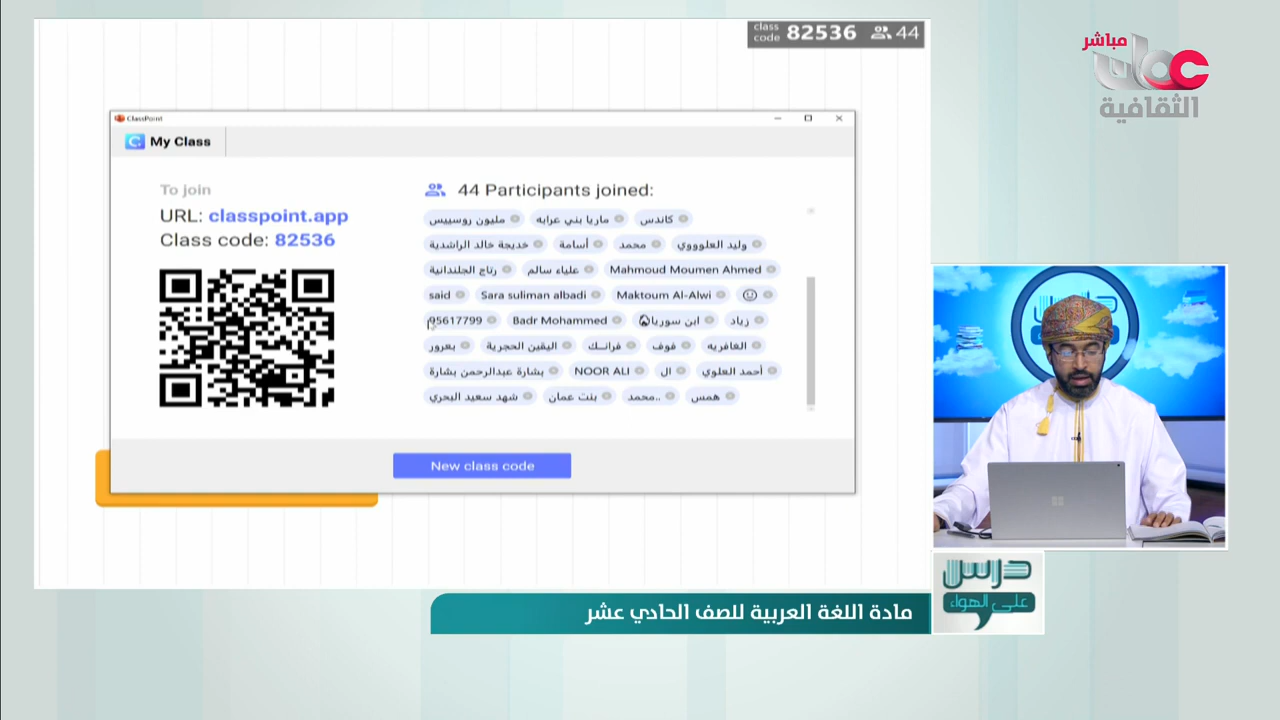 class code 82536 44
مباشر
الثقافية
ClassPoint
My Class
To join
URL: classpoint.app
Class code: 82536
44 Participants joined:
مليون روسييس ماريا بني عرابه كاندس
خديجة خالد الراشدية أسامة محمد وليد العلوووي
رتاج الجلندانية علياء سالم Mahmoud Moumen Ahmed
said Sara suliman albadi Maktoum Al-Alwi
95617799 Badr Mohammed ابن سوريا زياد
بعرور اليقين الحجرية فرانــك فوف الغافريه
بشارة عبدالرحمن بشارة NOOR ALI ال أحمد العلوي
شهد سعيد البحري بنت عمان محمد.. همس
New class code
درس
على الهواء
مادة اللغة العربية للصف الحادي عشر